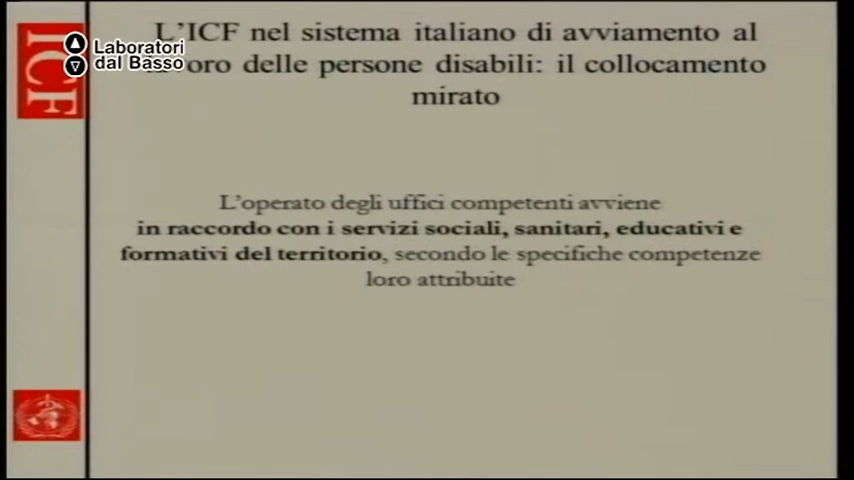 L'ICF nel sistema italiano di avviamento al
oro delle persone disabili: il collocamento
mirato
Laboratori
dal Basso
ICF
L'operato degli uffici competenti avviene
in raccordo con i servizi sociali, sanitari, educativi e
formativi del territorio, secondo le specifiche competenze
loro attribuite